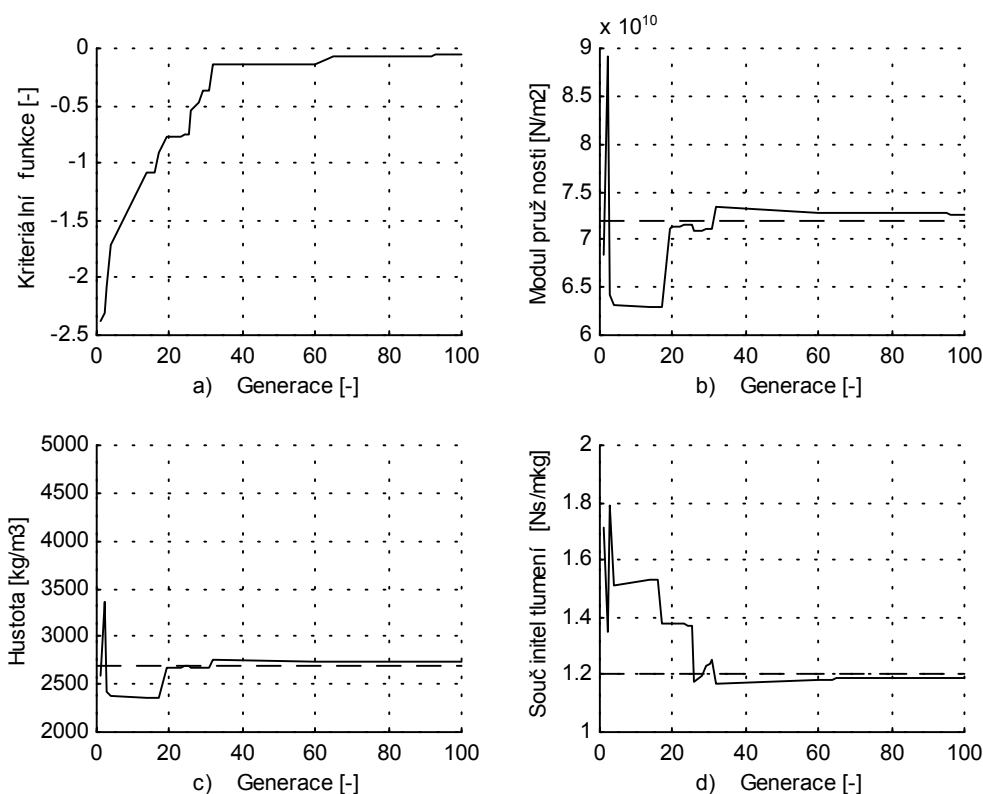 x 10^10
0
-0.5
-1
-1.5
-2
-2.5
Kriteriální funkce [-]
0 20 40 60 80 100
a) Generace [-]
9
8.5
8
7.5
7
6.5
6
Modul pruž nosti [N/m2]
0 20 40 60 80 100
b) Generace [-]
5000
4500
4000
3500
3000
2500
2000
Hustota [kg/m3]
0 20 40 60 80 100
c) Generace [-]
2
1.8
1.6
1.4
1.2
1
Souč initel tlumení [Ns/mkg]
0 20 40 60 80 100
d) Generace [-]